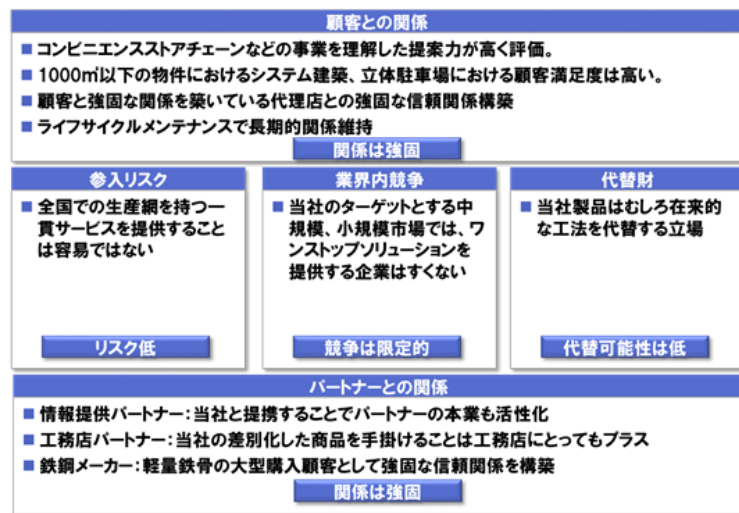 顧客との関係
■ コンビニエンスストアチェーンなどの事業を理解した提案力が高く評価。
■ 1000㎡以下の物件におけるシステム建築、立体駐車場における顧客満足度は高い。
■ 顧客と強固な関係を築いている代理店との強固な信頼関係構築
■ ライフサイクルメンテナンスで長期的関係維持
関係は強固
参入リスク
■ 全国での生産網を持つ一
貫サービスを提供すること
は容易ではない
リスク低
業界内競争
■ 当社のターゲットとする中
規模、小規模市場では、ワ
ンストップソリューションを
提供する企業はすくない
競争は限定的
代替財
■ 当社製品はむしろ在来的
な工法を代替する立場
代替可能性は低
パートナーとの関係
■ 情報提供パートナー:当社と提携することでパートナーの本業も活性化
■ 工務店パートナー:当社の差別化した商品を手掛けることは工務店にとってもプラス
■ 鉄鋼メーカー:軽量鉄骨の大型購入顧客として強固な信頼関係を構築
関係は強固